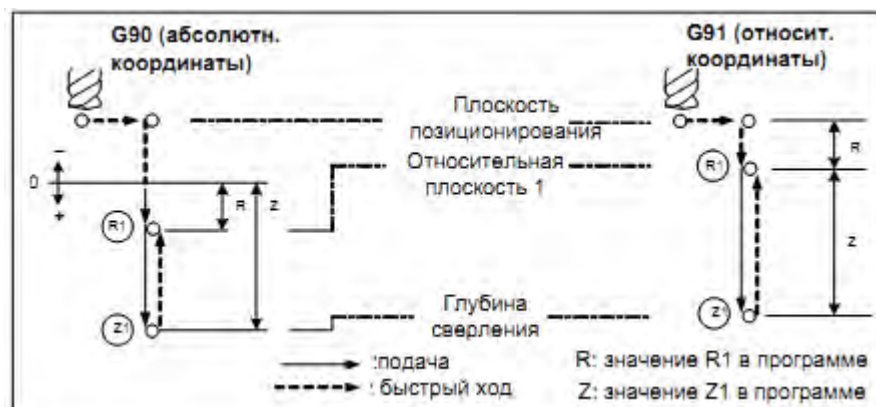 G90 (абсолютн.
координаты)
G91 (относит.
координаты)
Плоскость
позиционирования
Относительная
плоскость 1
−
0
+
R
Z
R1
Z1
R
R1
Z
Z1
Глубина
сверления
:подача
: быстрый ход
R: значение R1 в программе
Z: значение Z1 в программе